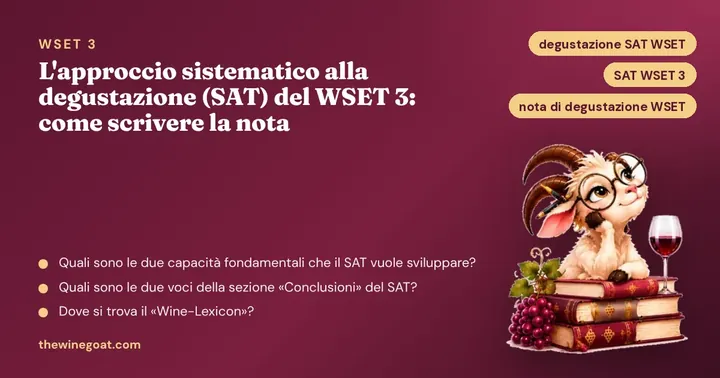 WSET 3
L'approccio sistematico alla
degustazione (SAT) del WSET 3:
come scrivere la nota
degustazione SAT WSET
SAT WSET 3
nota di degustazione WSET
Quali sono le due capacità fondamentali che il SAT vuole sviluppare?
Quali sono le due voci della sezione «Conclusioni» del SAT?
Dove si trova il «Wine-Lexicon»?
thewinegoat.com